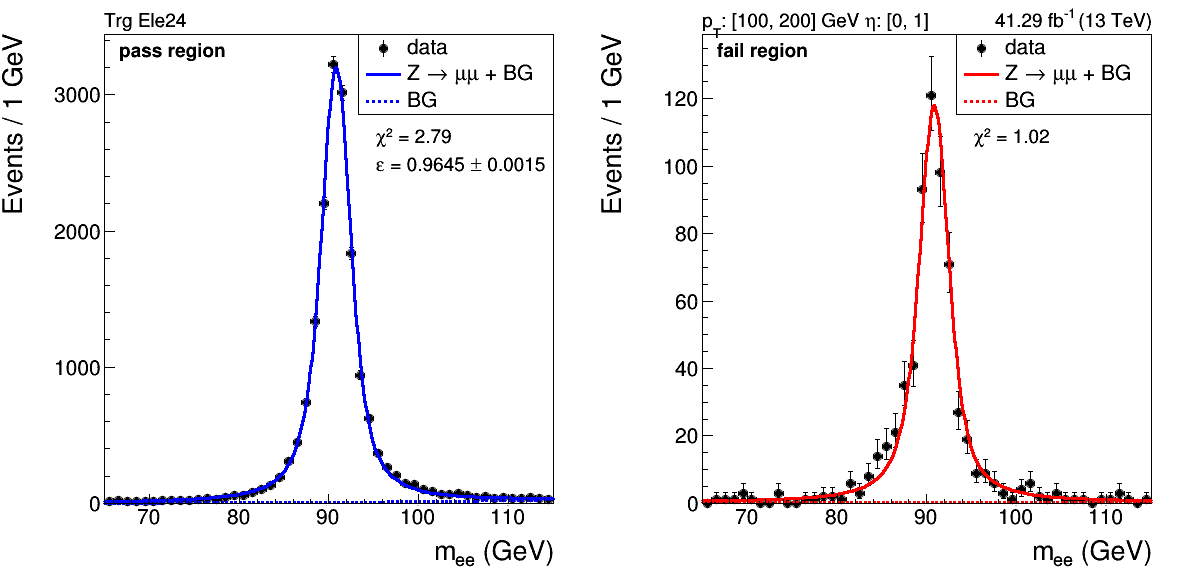 Trg Ele24
pass region
data
Z → μμ + BG
BG
χ² = 2.79
ε = 0.9645 ± 0.0015
Events / 1 GeV
3000
2000
1000
0
70 80 90 100 110
m_ee (GeV)
p_T: [100, 200] GeV η: [0, 1] 41.29 fb⁻¹ (13 TeV)
fail region
data
Z → μμ + BG
BG
χ² = 1.02
Events / 1 GeV
120
100
80
60
40
20
0
70 80 90 100 110
m_ee (GeV)